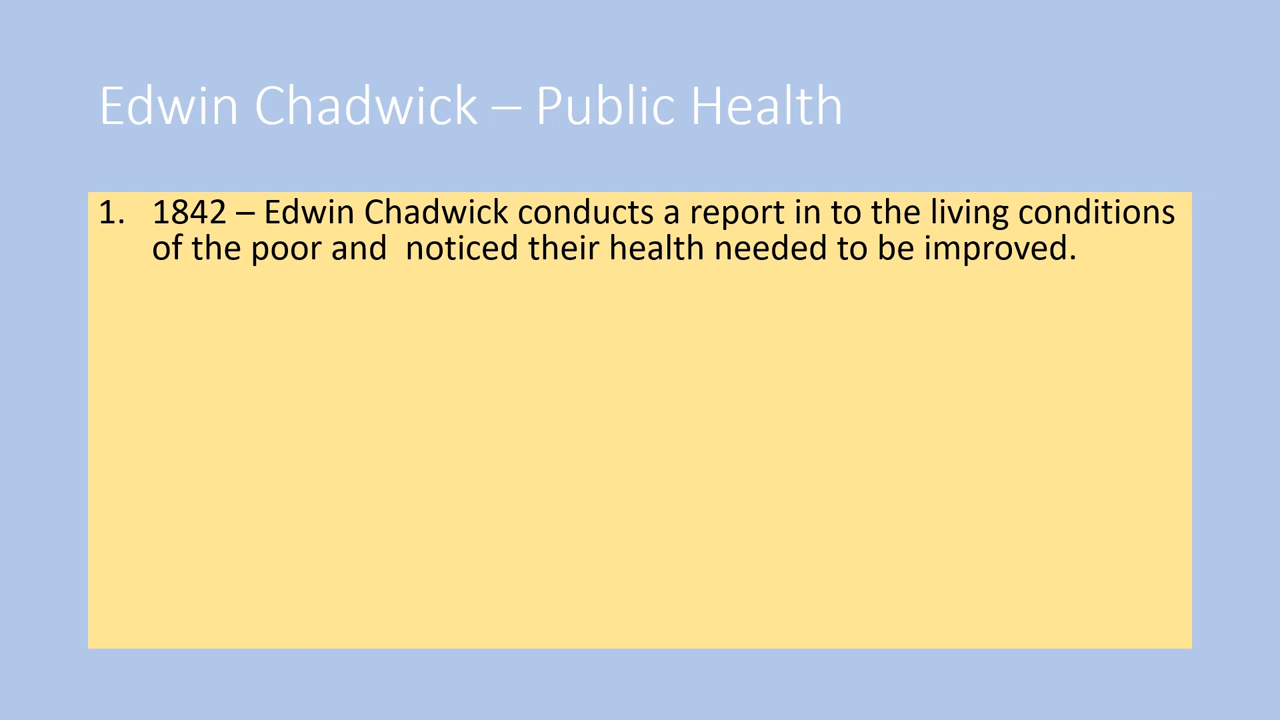 Edwin Chadwick – Public Health
1. 1842 – Edwin Chadwick conducts a report in to the living conditions
of the poor and  noticed their health needed to be improved.